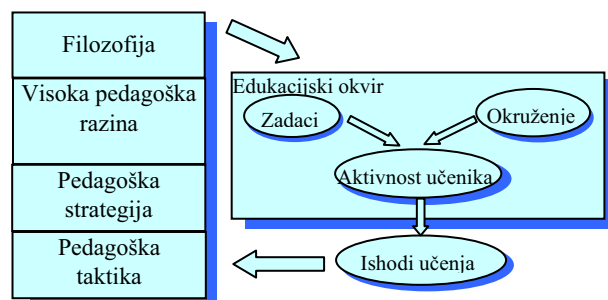 Filozofija
Visoka pedagoška
razina
Pedagoška
strategija
Pedagoška
taktika
Edukacijski okvir
Zadaci
Okruženje
Aktivnost učenika
Ishodi učenja